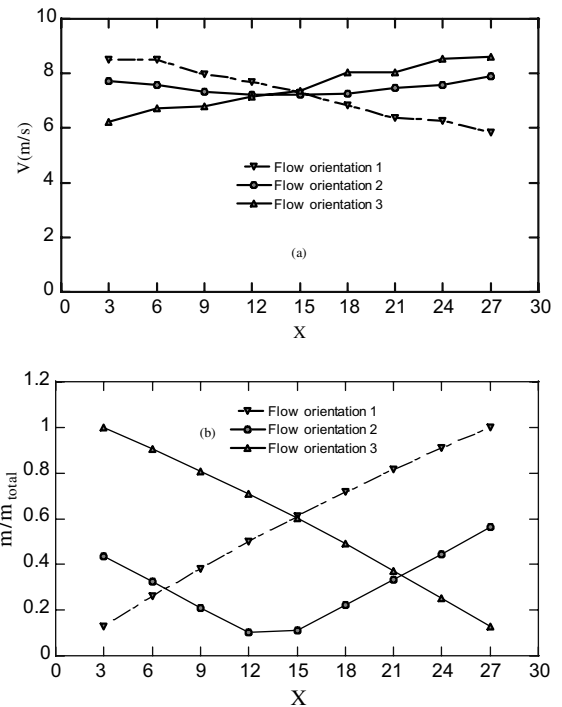 10
8
6
4
2
0
V(m/s)
Flow orientation 1
Flow orientation 2
Flow orientation 3
(a)
0 3 6 9 12 15 18 21 24 27 30
X
1.2
1
0.8
0.6
0.4
0.2
0
m/m total
Flow orientation 1
Flow orientation 2
Flow orientation 3
(b)
0 3 6 9 12 15 18 21 24 27 30
X